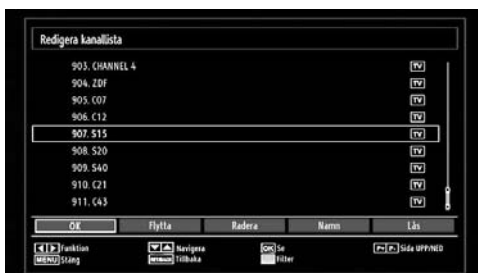 Redigera kanallista
903. CHANNEL 4 TV
904. ZDF TV
905. C07 TV
906. C12 TV
907. S15 TV
908. S20 TV
909. S40 TV
910. C21 TV
911. C43 TV
OK Flytta Radera Namn Lås
Funktion Navigera OK Se P+ P- Sida UPP/NED
MENU Stäng Tillbaka Filter